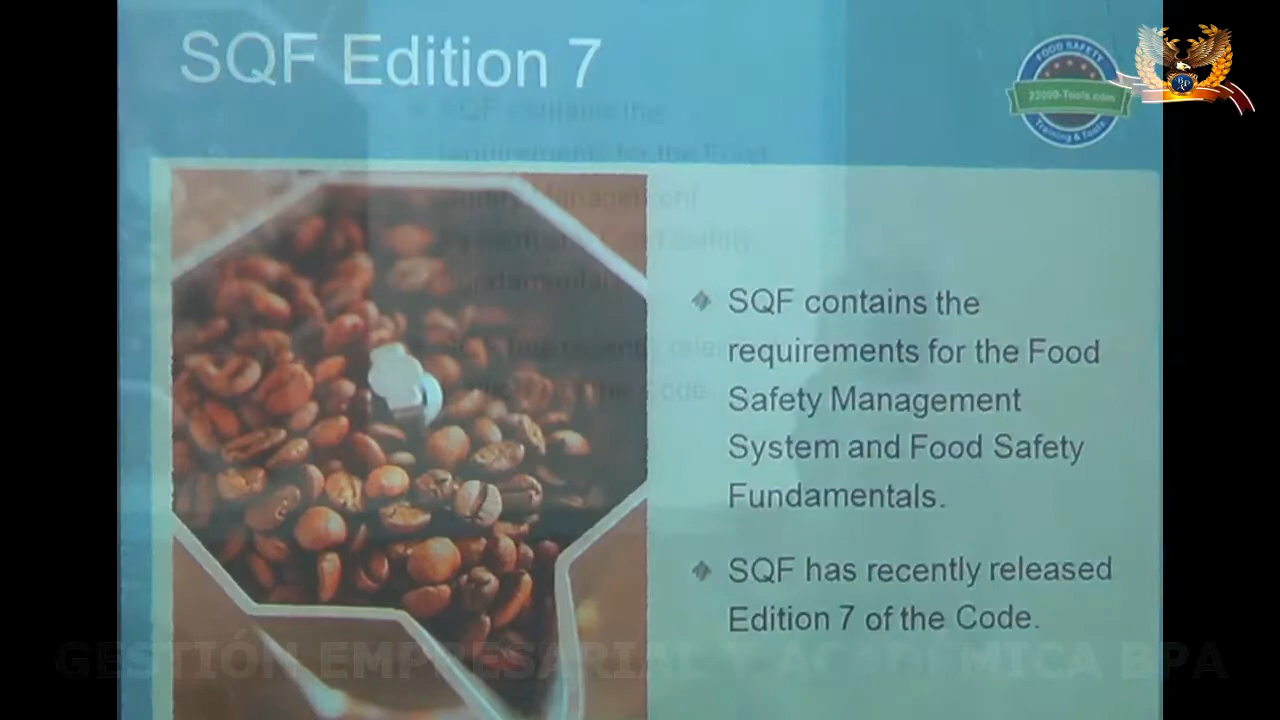 SQF Edition 7
FOOD SAFETY
22000-Tools.com
Training & Tools
SQF contains the
requirements for the Food
Safety Management
System and Food Safety
Fundamentals.
SQF has recently released
Edition 7 of the Code.
GESTIÓN EMPRESARIAL Y ACADÉMICA BPA